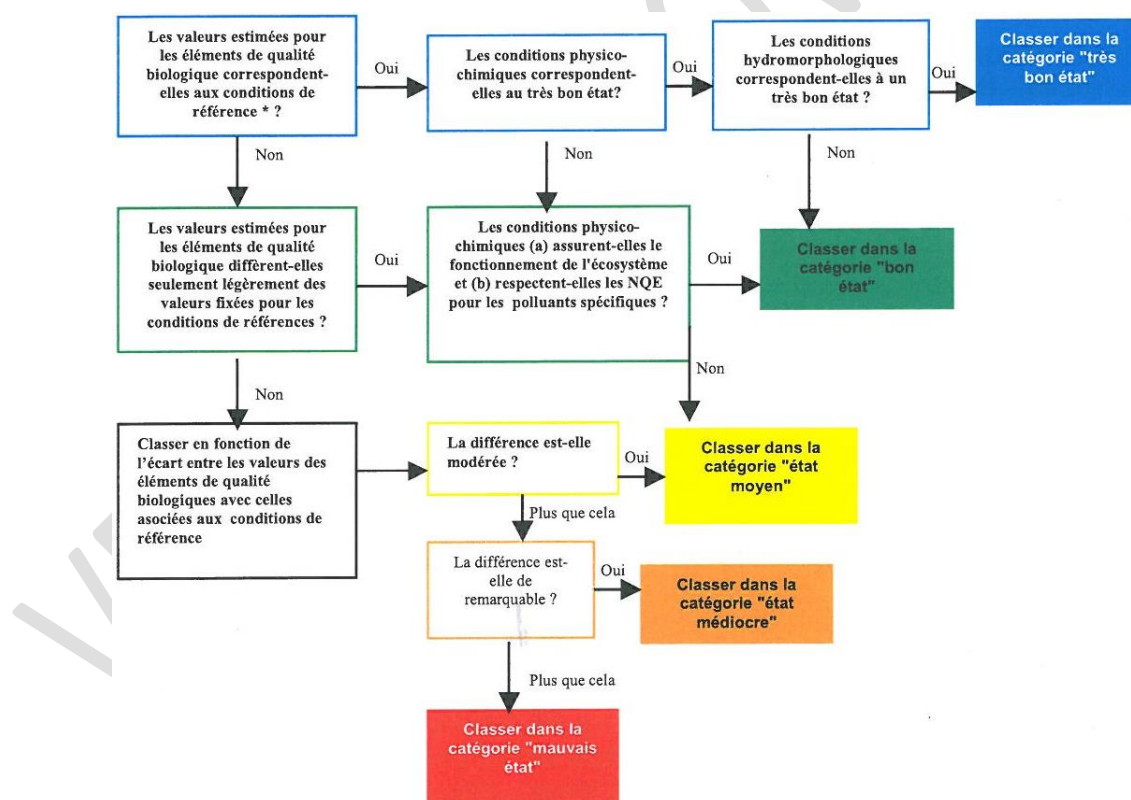 Les valeurs estimées pour
les éléments de qualité
biologique correspondent-
elles aux conditions de
référence * ?
Oui
Les conditions physico-
chimiques correspondent-
elles au très bon état?
Oui
Les conditions
hydromorphologiques
correspondent-elles à un
très bon état ?
Oui
Classer dans la
catégorie "très
bon état"
Non
Non
Non
Les valeurs estimées pour
les éléments de qualité
biologique diffèrent-elles
seulement légèrement des
valeurs fixées pour les
conditions de références ?
Oui
Les conditions physico-
chimiques (a) assurent-elles le
fonctionnement de l'écosystème
et (b) respectent-elles les NQE
pour les polluants spécifiques ?
Oui
Classer dans la
catégorie "bon
état"
Non
Non
Classer en fonction de
l'écart entre les valeurs des
éléments de qualité
biologiques avec celles
asociées aux conditions de
référence
La différence est-elle
modérée ?
Oui
Classer dans la
catégorie "état
moyen"
Plus que cela
La différence est-
elle de
remarquable ?
Oui
Classer dans la
catégorie "état
médiocre"
Plus que cela
Classer dans la
catégorie "mauvais
état"